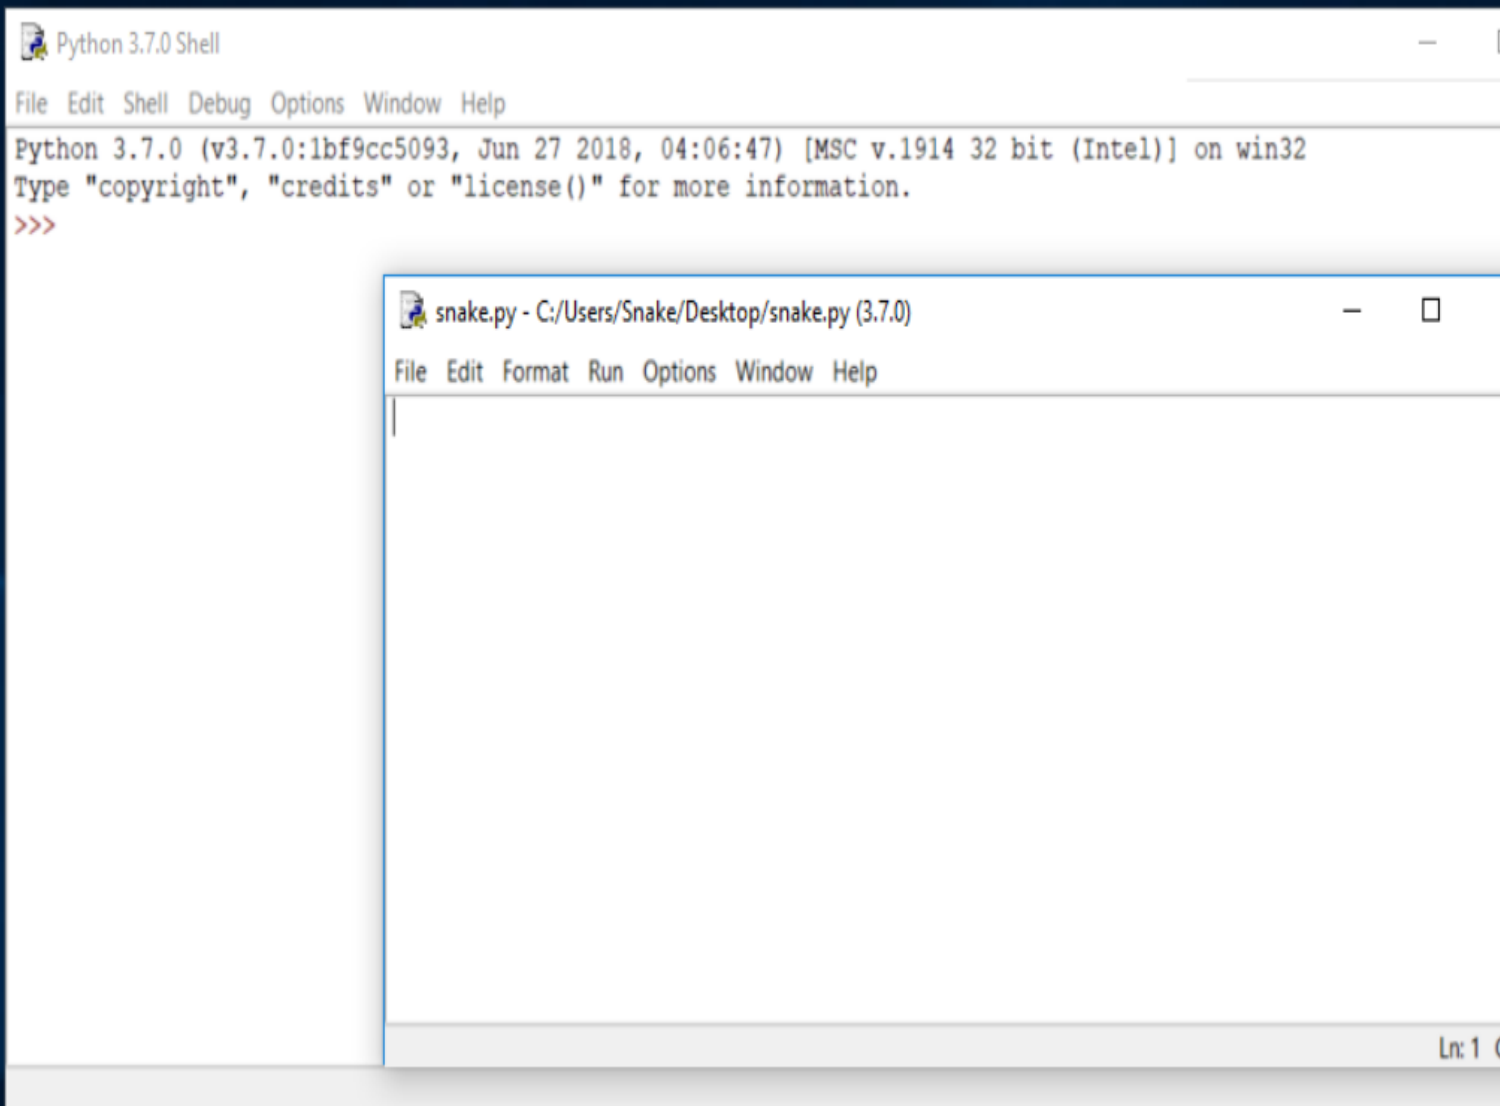 Python 3.7.0 Shell
File Edit Shell Debug Options Window Help
Python 3.7.0 (v3.7.0:1bf9cc5093, Jun 27 2018, 04:06:47) [MSC v.1914 32 bit (Intel)] on win32
Type "copyright", "credits" or "license()" for more information.
>>>
snake.py - C:/Users/Snake/Desktop/snake.py (3.7.0)
File Edit Format Run Options Window Help
Ln: 1